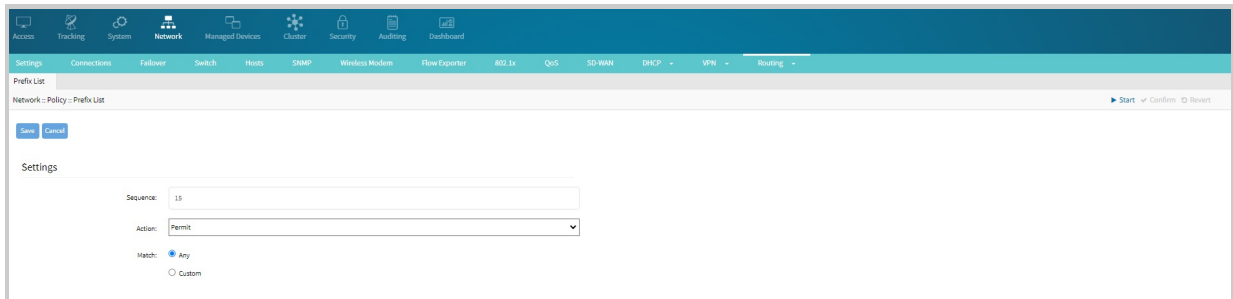 Access Tracking System Network Managed Devices Cluster Security Auditing Dashboard
Settings Connections Failover Switch Hosts SNMP Wireless Modem Flow Exporter 802.1x QoS SD-WAN DHCP VPN Routing
Prefix List
Network :: Policy :: Prefix List Start Confirm Revert
Save Cancel
Settings
Sequence: 15
Action: Permit
Match: Any
Custom